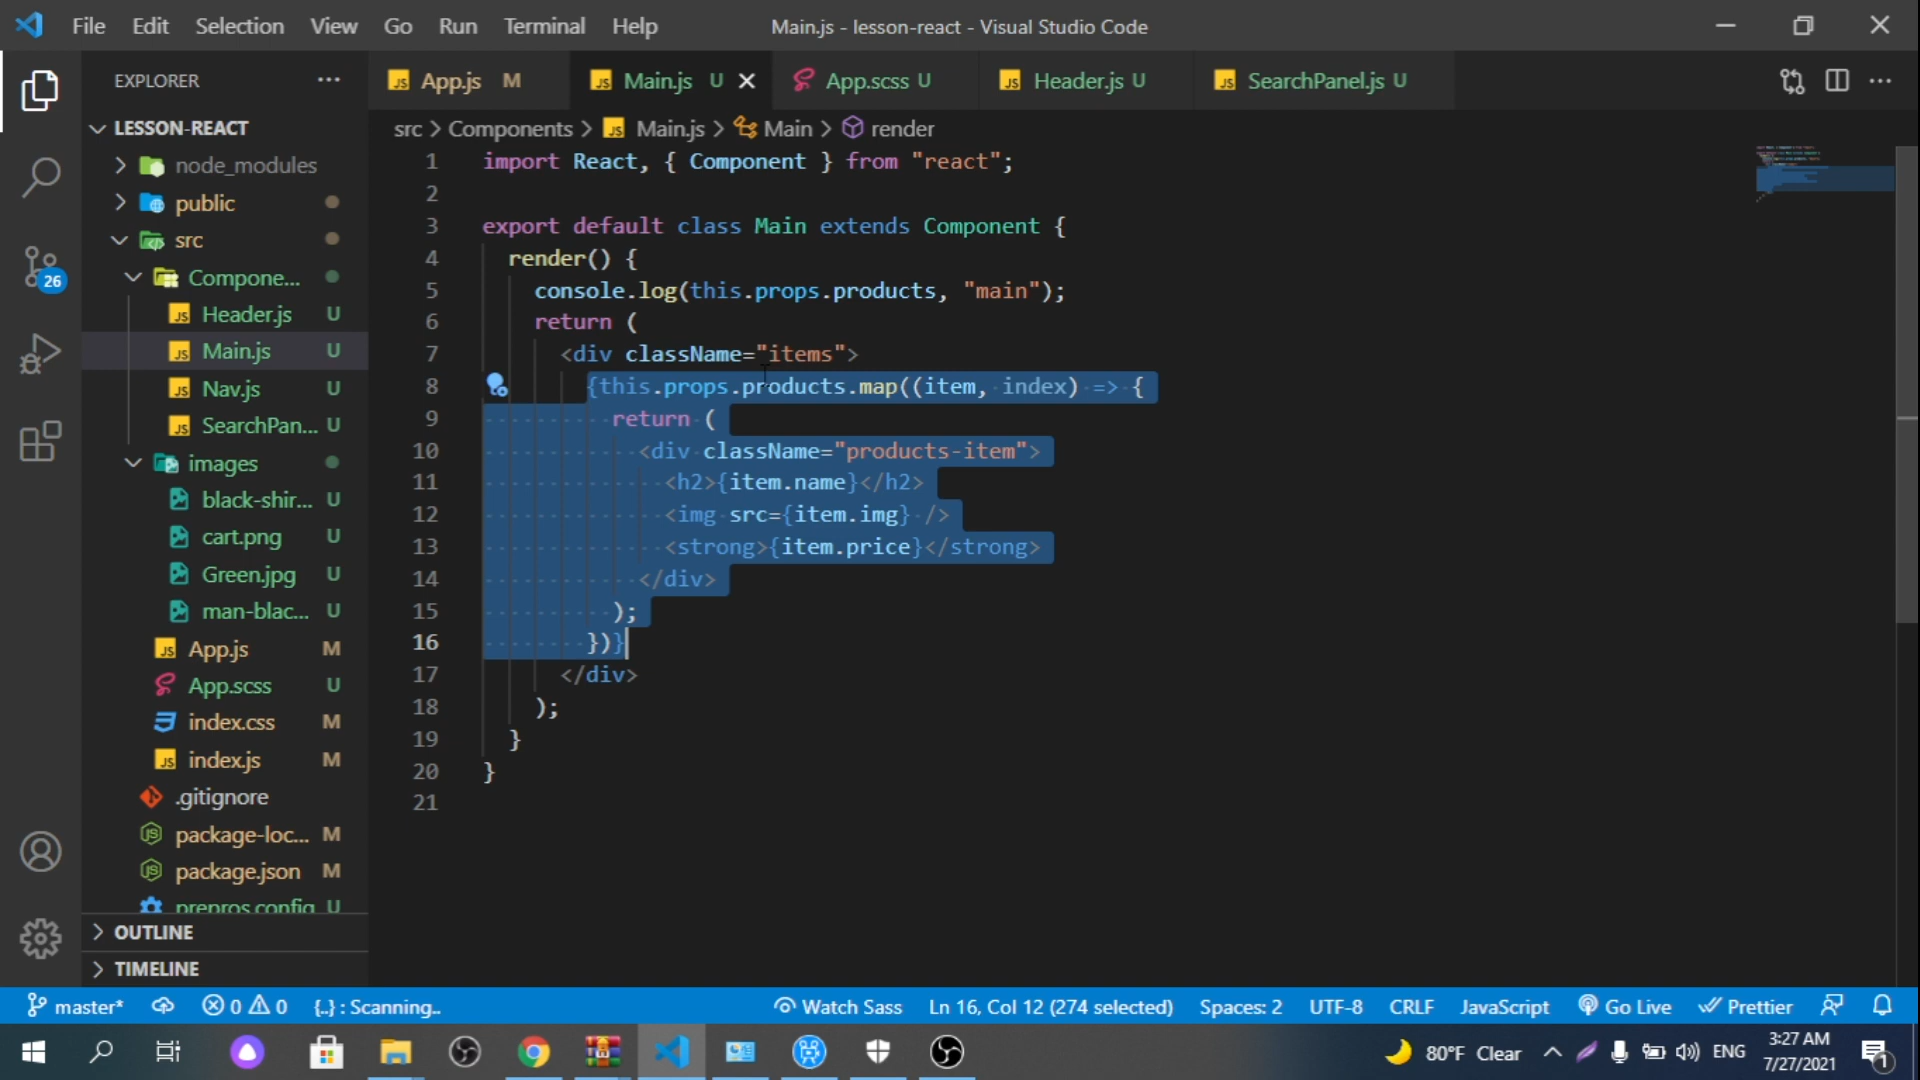 File Edit Selection View Go Run Terminal Help
Main.js - lesson-react - Visual Studio Code
EXPLORER
LESSON-REACT
node_modules
public
src
Compone...
Header.js U
Main.js U
Nav.js U
SearchPan... U
images
black-shir... U
cart.png U
Green.jpg U
man-blac... U
App.js M
App.scss U
index.css M
index.js M
.gitignore
package-loc... M
package.json M
prepros.config U
OUTLINE
TIMELINE
App.js M
Main.js U
App.scss U
Header.js U
SearchPanel.js U
src > Components > Main.js > Main > render
1 import React, { Component } from "react";
2
3 export default class Main extends Component {
4 render() {
5 console.log(this.props.products, "main");
6 return (
7 <div className="items">
8 {this.props.products.map((item, index) => {
9 return (
10 <div className="products-item">
11 <h2>{item.name}</h2>
12 <img src={item.img} />
13 <strong>{item.price}</strong>
14 </div>
15 );
16 })}
17 </div>
18 );
19 }
20 }
21
26
master* 0 0 {..} : Scanning..
Watch Sass Ln 16, Col 12 (274 selected) Spaces: 2 UTF-8 CRLF JavaScript Go Live Prettier
80°F Clear ENG
3:27 AM
7/27/2021
1